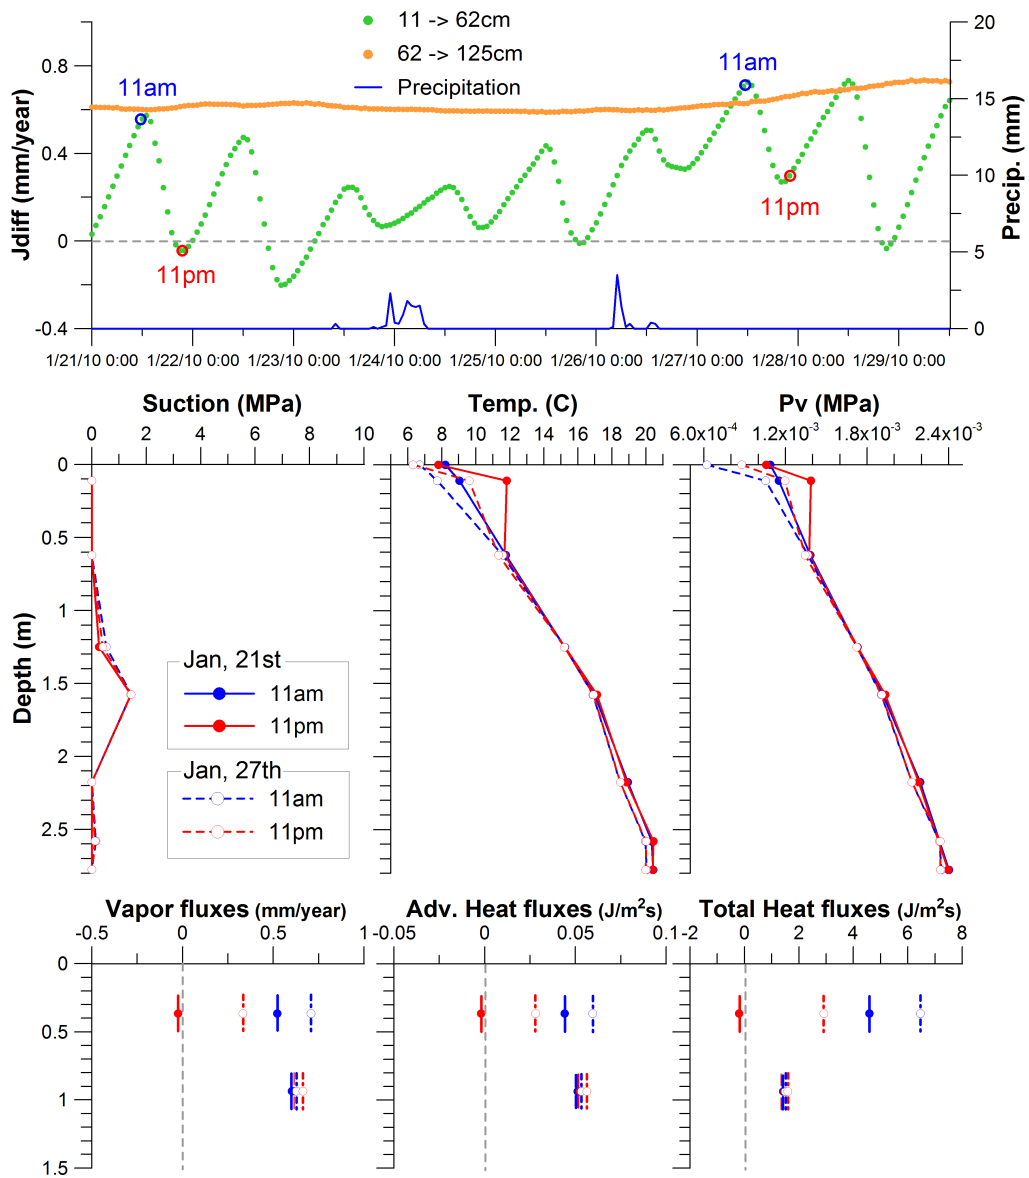 11 -> 62cm
62 -> 125cm
Precipitation
Jdiff (mm/year)
0.8
0.4
0
-0.4
Precip. (mm)
20
15
10
5
0
11am
11pm
11am
11pm
1/21/10 0:00 1/22/10 0:00 1/23/10 0:00 1/24/10 0:00 1/25/10 0:00 1/26/10 0:00 1/27/10 0:00 1/28/10 0:00 1/29/10 0:00
Suction (MPa) Temp. (C) Pv (MPa)
0 2 4 6 8 10 6 8 10 12 14 16 18 20 22 6.0x10⁻⁴ 1.2x10⁻³ 1.8x10⁻³ 2.4x10⁻³
Depth (m)
0
0.5
1
1.5
2
2.5
Jan, 21st
11am
11pm
Jan, 27th
11am
11pm
Vapor fluxes (mm/year) Adv. Heat fluxes (J/m²s) Total Heat fluxes (J/m²s)
-0.5 0 0.5 1 -0.05 0 0.05 0.1 -2 0 2 4 6 8
0
0.5
1
1.5